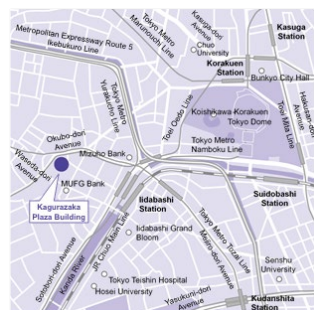 Kasuga-dori
Avenue
Kasuga
Station
Tokyo Metro
Marunouchi Line
Metropolitan Expressway Route 5
Ikebukuro Line
Chuo
University
Korakuen
Station
Bunkyo City Hall
Hakusan-dori
Avenue
Tokyo Metro
Yurakucho Line
Toei Oedo Line
Koishikawa-Korakuen
Tokyo Dome
Toei Mita Line
Okubo-dori
Avenue
Tokyo Metro
Namboku Line
Mizuho Bank
Waseda-dori
Avenue
MUFG Bank
Kagurazaka
Plaza Building
Iidabashi
Station
Suidobashi
Station
Iidabashi Grand
Bloom
Tokyo Metro Tozai Line
Mejiro-dori Avenue
JR Chuo Main Line
Sotobori-dori Avenue
Kanda River
Senshu
University
Tokyo Teishin Hospital
Hosei University
Yasukuni-dori
Avenue
Kudanshita
Station